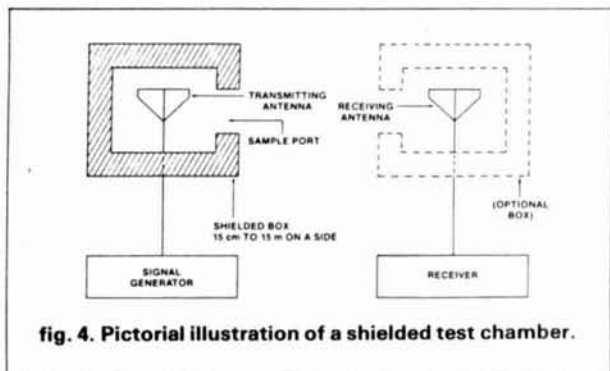 TRANSMITTING
ANTENNA
RECEIVING
ANTENNA
SAMPLE PORT
SHIELDED BOX
15 cm TO 15 m ON A SIDE
(OPTIONAL
BOX)
SIGNAL
GENERATOR
RECEIVER
fig. 4. Pictorial illustration of a shielded test chamber.